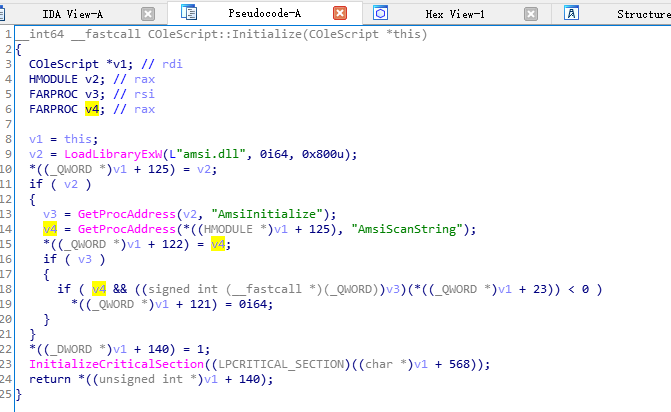 IDA View-A Pseudocode-A Hex View-1 A Structure
1 __int64 __fastcall COleScript::Initialize(COleScript *this)
2 {
3 COleScript *v1; // rdi
4 HMODULE v2; // rax
5 FARPROC v3; // rsi
6 FARPROC v4; // rax
7
8 v1 = this;
9 v2 = LoadLibraryExW(L"amsi.dll", 0i64, 0x800u);
10 *((_QWORD *)v1 + 125) = v2;
11 if ( v2 )
12 {
13 v3 = GetProcAddress(v2, "AmsiInitialize");
14 v4 = GetProcAddress(*((HMODULE *)v1 + 125), "AmsiScanString");
15 *((_QWORD *)v1 + 122) = v4;
16 if ( v3 )
17 {
18 if ( v4 && ((signed int (__fastcall *)(_QWORD))v3)(*((_QWORD *)v1 + 23)) < 0 )
19 *((_QWORD *)v1 + 121) = 0i64;
20 }
21 }
22 *((_DWORD *)v1 + 140) = 1;
23 InitializeCriticalSection((LPCRITICAL_SECTION)((char *)v1 + 568));
24 return *((unsigned int *)v1 + 140);
25 }